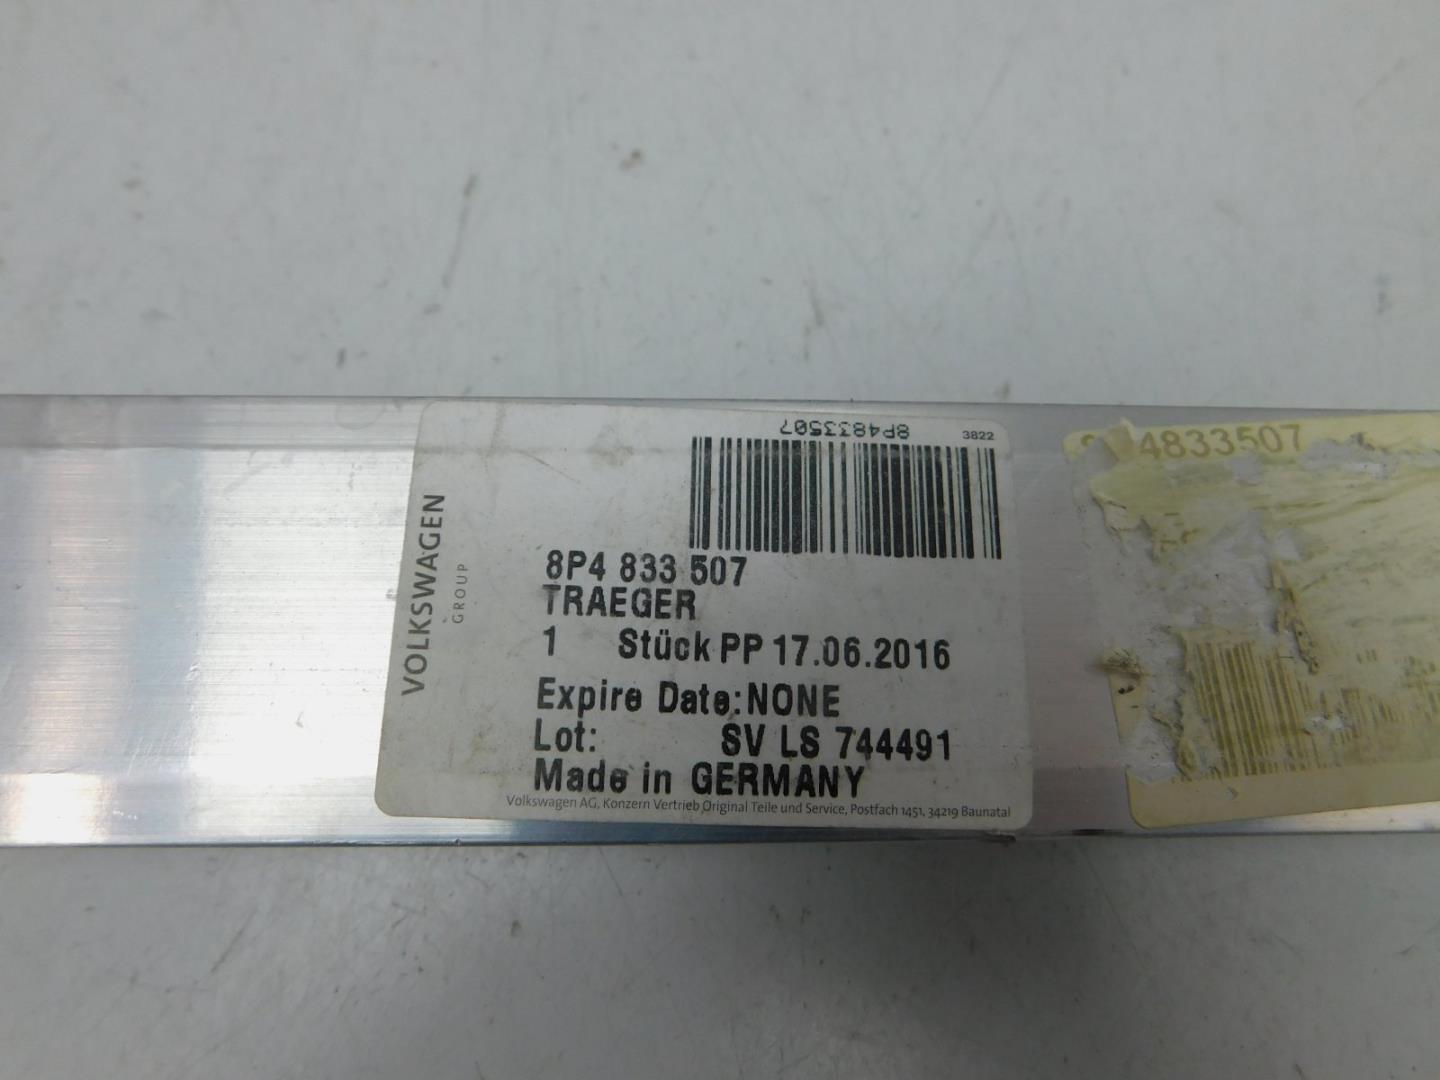 8P4833507
3822
VOLKSWAGEN
GROUP
8P4 833 507
TRAEGER
1 Stück PP 17.06.2016
Expire Date:NONE
Lot: SV LS 744491
Made in GERMANY
Volkswagen AG, Konzern Vertrieb Original Teile und Service, Postfach 1451, 34219 Baunatal
4833507